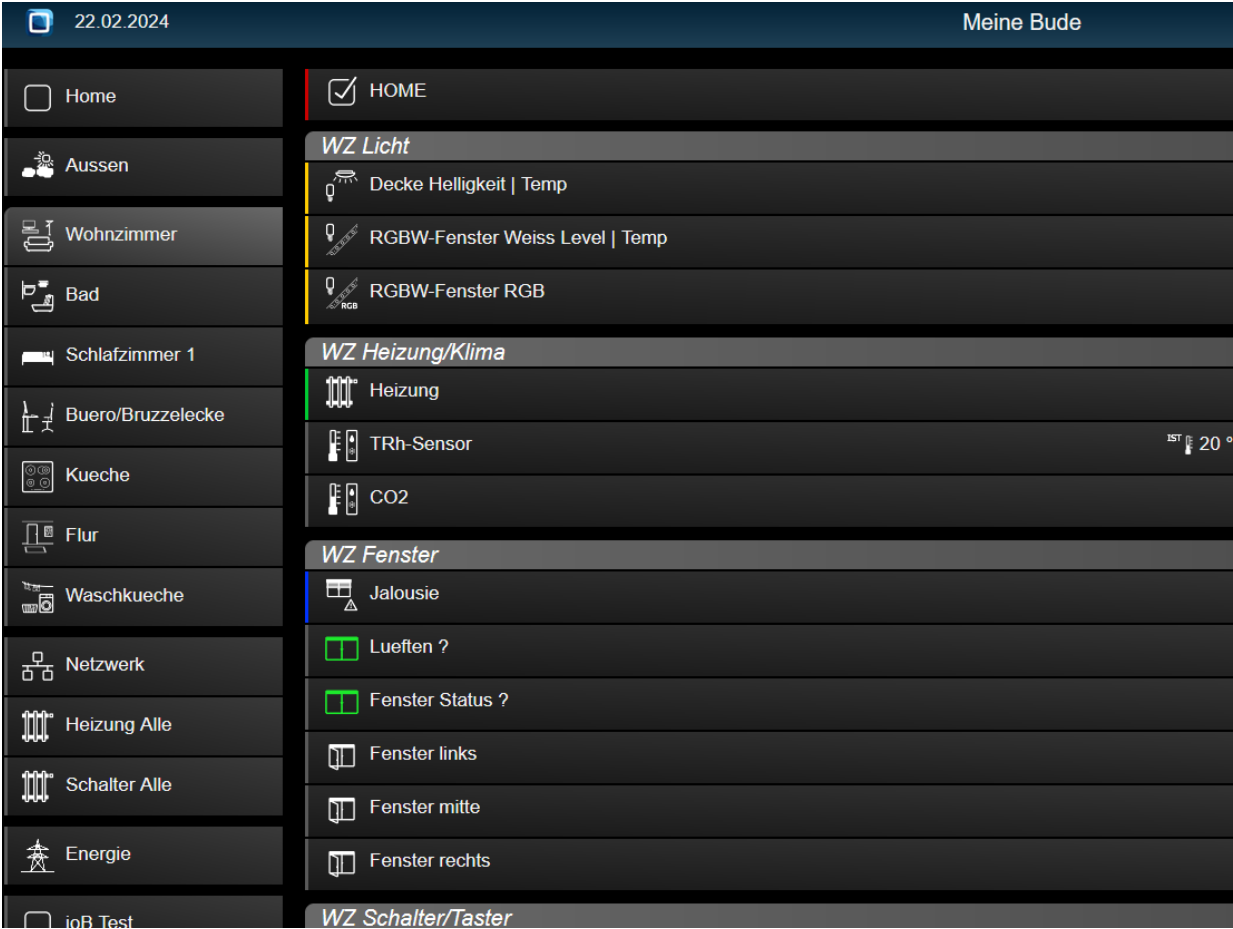 22.02.2024
Meine Bude
Home
Aussen
Wohnzimmer
Bad
Schlafzimmer 1
Buero/Bruzzelecke
Kueche
Flur
Waschkueche
Netzwerk
Heizung Alle
Schalter Alle
Energie
ioB Test
HOME
WZ Licht
Decke Helligkeit | Temp
RGBW-Fenster Weiss Level | Temp
RGB
RGBW-Fenster RGB
WZ Heizung/Klima
Heizung
TRh-Sensor
IST 20 °
CO2
WZ Fenster
Jalousie
Lueften ?
Fenster Status ?
Fenster links
Fenster mitte
Fenster rechts
WZ Schalter/Taster